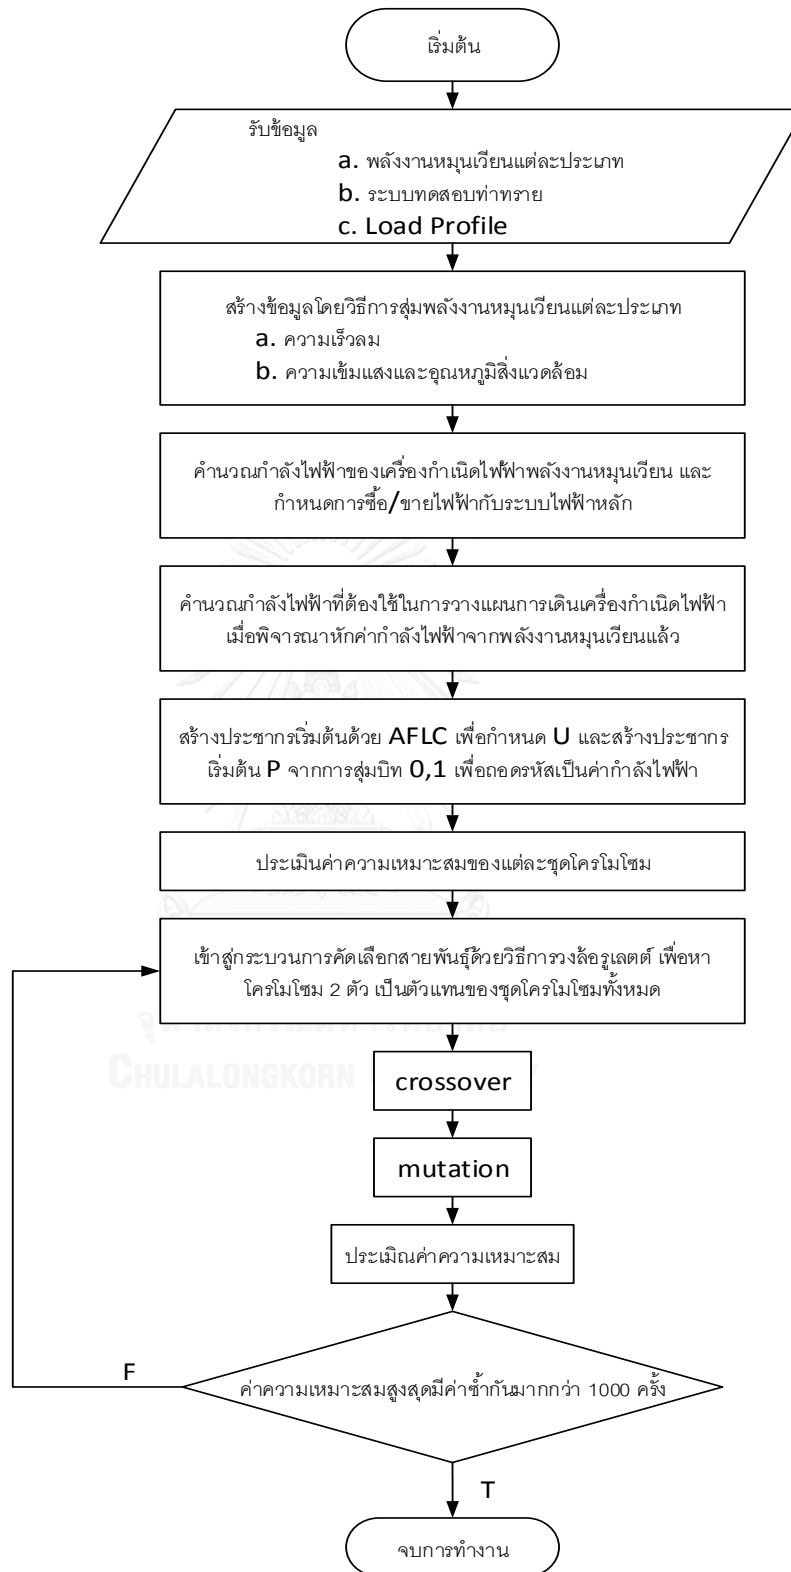 เริ่มต้น
รับข้อมูล
a. พลังงานหมุนเวียนแต่ละประเภท
b. ระบบทดสอบท่าทราย
c. Load Profile
สร้างข้อมูลโดยวิธีการสุ่มพลังงานหมุนเวียนแต่ละประเภท
a. ความเร็วลม
b. ความเข้มแสงและอุณหภูมิสิ่งแวดล้อม
คำนวณกำลังไฟฟ้าของเครื่องกำเนิดไฟฟ้าพลังงานหมุนเวียน และ
กำหนดการซื้อ/ขายไฟฟ้ากับระบบไฟฟ้าหลัก
คำนวณกำลังไฟฟ้าที่ต้องใช้ในการวางแผนการเดินเครื่องกำเนิดไฟฟ้า
เมื่อพิจารณาหักค่ากำลังไฟฟ้าจากพลังงานหมุนเวียนแล้ว
สร้างประชากรเริ่มต้นด้วย AFLC เพื่อกำหนด U และสร้างประชากร
เริ่มต้น P จากการสุ่มบิท 0,1 เพื่อถอดรหัสเป็นค่ากำลังไฟฟ้า
ประเมินค่าความเหมาะสมของแต่ละชุดโครโมโซม
เข้าสู่กระบวนการคัดเลือกสายพันธุ์ด้วยวิธีการวงล้อรูเลตต์ เพื่อหา
โครโมโซม 2 ตัว เป็นตัวแทนของชุดโครโมโซมทั้งหมด
จุฬาลงกรณ์มหาวิทยาลัย
CHULALONGKORN
crossover
mutation
ประเมิณค่าความเหมาะสม
F
ค่าความเหมาะสมสูงสุดมีค่าซ้ำกันมากกว่า 1000 ครั้ง
T
จบการทำงาน